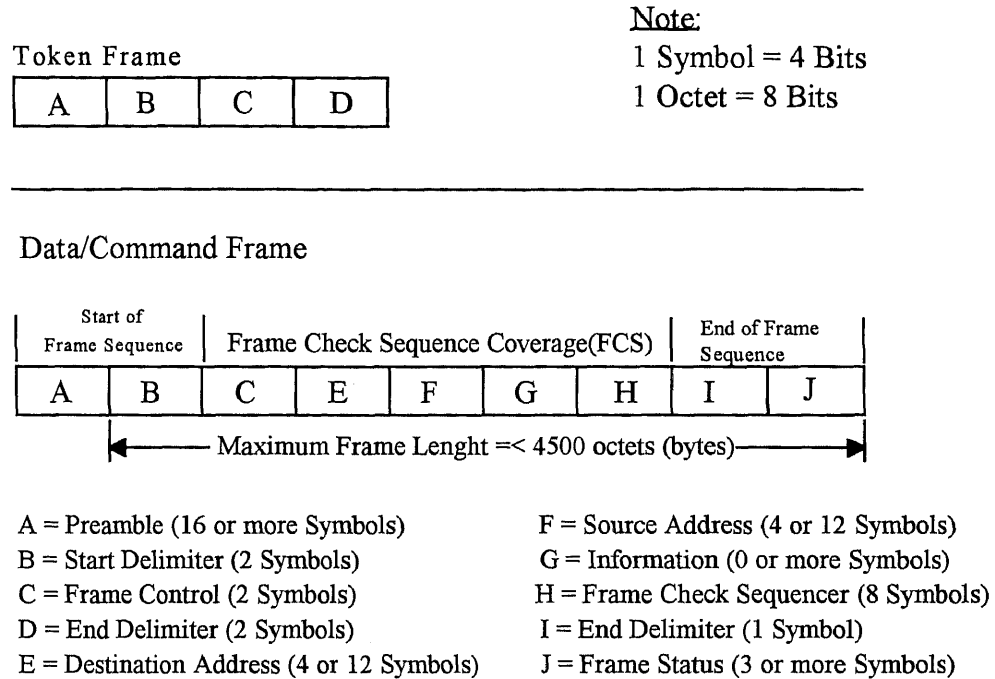 Note:
1 Symbol = 4 Bits
1 Octet = 8 Bits
Token Frame
A B C D
Data/Command Frame
Start of
Frame Sequence
Frame Check Sequence Coverage(FCS)
End of Frame
Sequence
A B C E F G H I J
Maximum Frame Lenght =< 4500 octets (bytes)
A = Preamble (16 or more Symbols)
B = Start Delimiter (2 Symbols)
C = Frame Control (2 Symbols)
D = End Delimiter (2 Symbols)
E = Destination Address (4 or 12 Symbols)
F = Source Address (4 or 12 Symbols)
G = Information (0 or more Symbols)
H = Frame Check Sequencer (8 Symbols)
I = End Delimiter (1 Symbol)
J = Frame Status (3 or more Symbols)